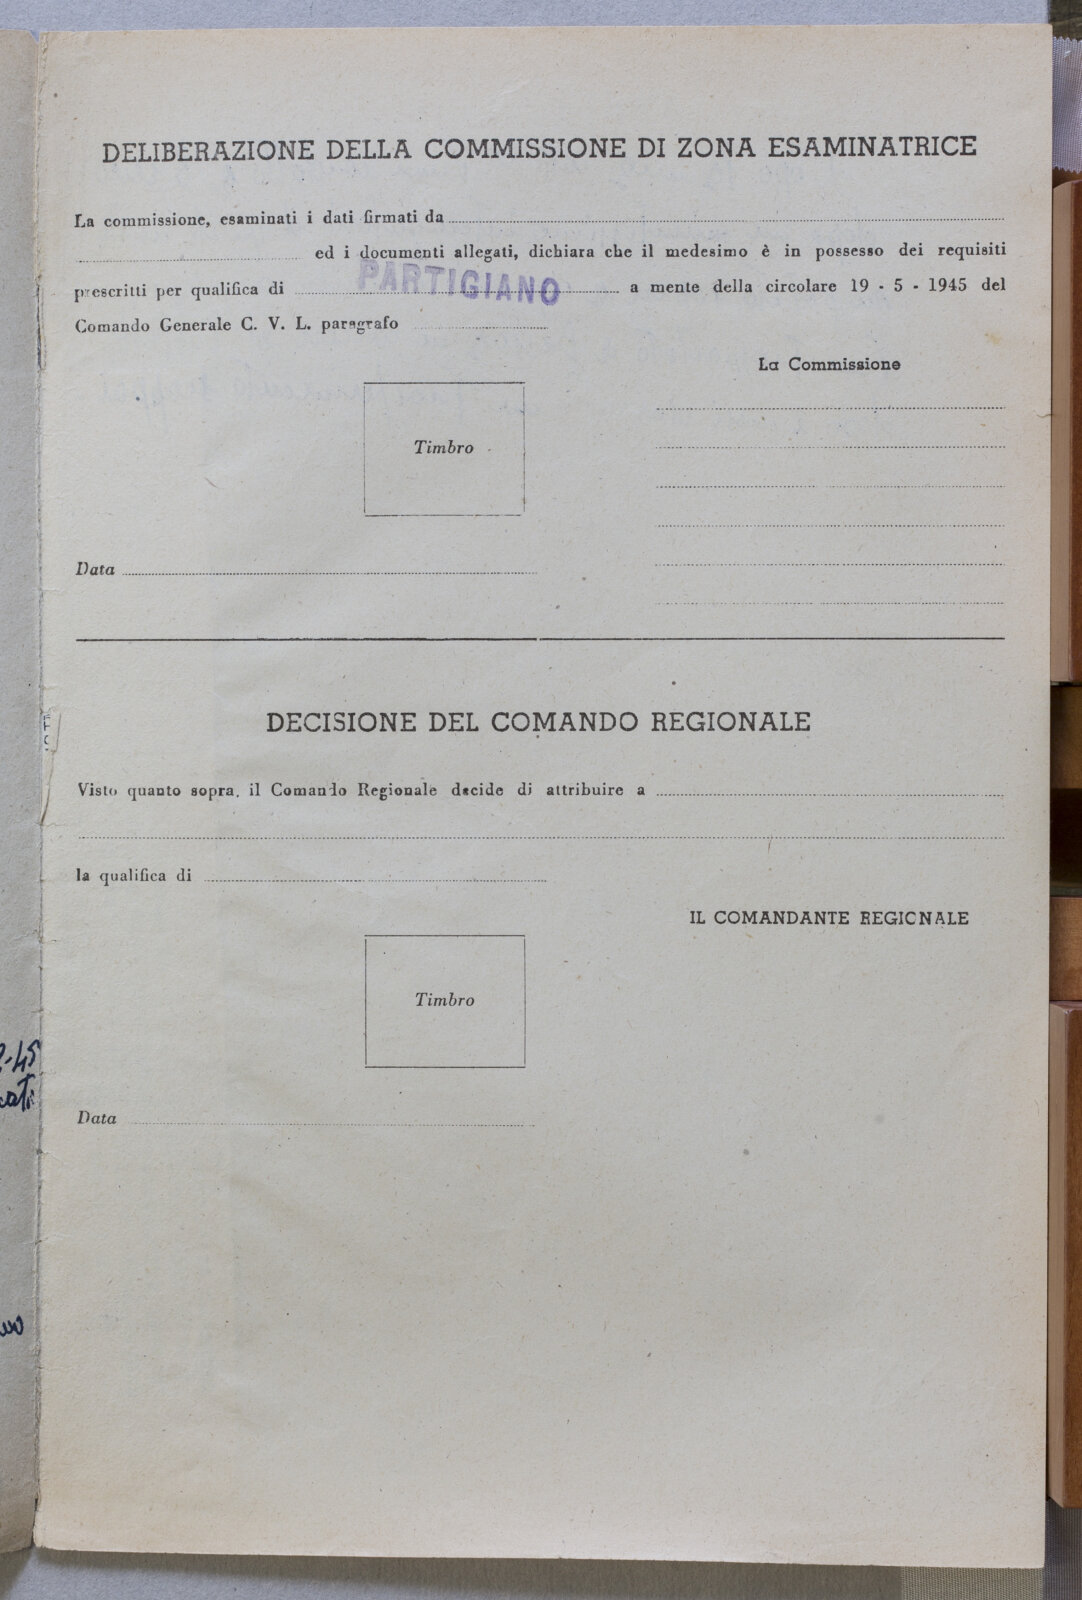 DELIBERAZIONE DELLA COMMISSIONE DI ZONA ESAMINATRICE
La commissione, esaminati i dati firmati da
ed i documenti allegati, dichiara che il medesimo è in possesso dei requisiti
prescritti per qualifica di PARTIGIANO a mente della circolare 19 - 5 - 1945 del
Comando Generale C. V. L. paragrafo
La Commissione
Timbro
Data
DECISIONE DEL COMANDO REGIONALE
Visto quanto sopra, il Comando Regionale decide di attribuire a
la qualifica di
IL COMANDANTE REGIONALE
Timbro
Data